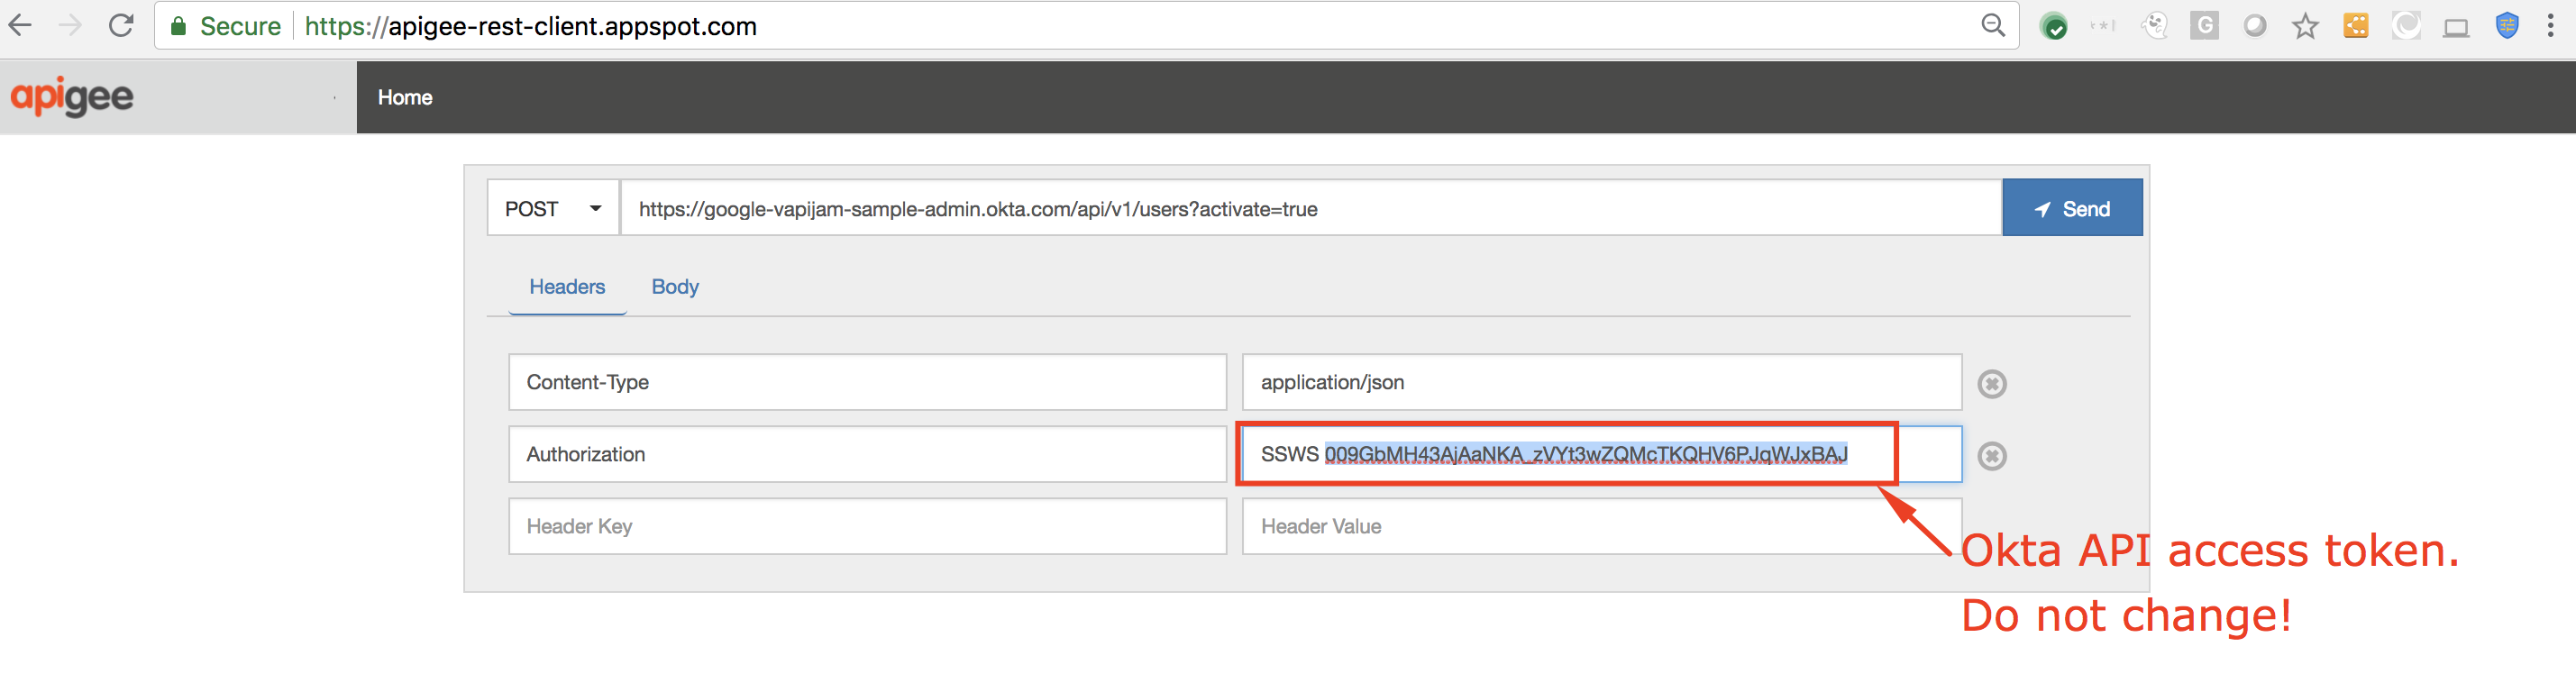 Secure https://apigee-rest-client.appspot.com
G
apigee
Home
POST https://google-vapijam-sample-admin.okta.com/api/v1/users?activate=true Send
Headers Body
Content-Type application/json
Authorization SSWS 009GbMH43AjAaNKA_zVYt3wZQMcTKQHV6PJqWJxBAJ
Header Key Header Value
Okta API access token.
Do not change!